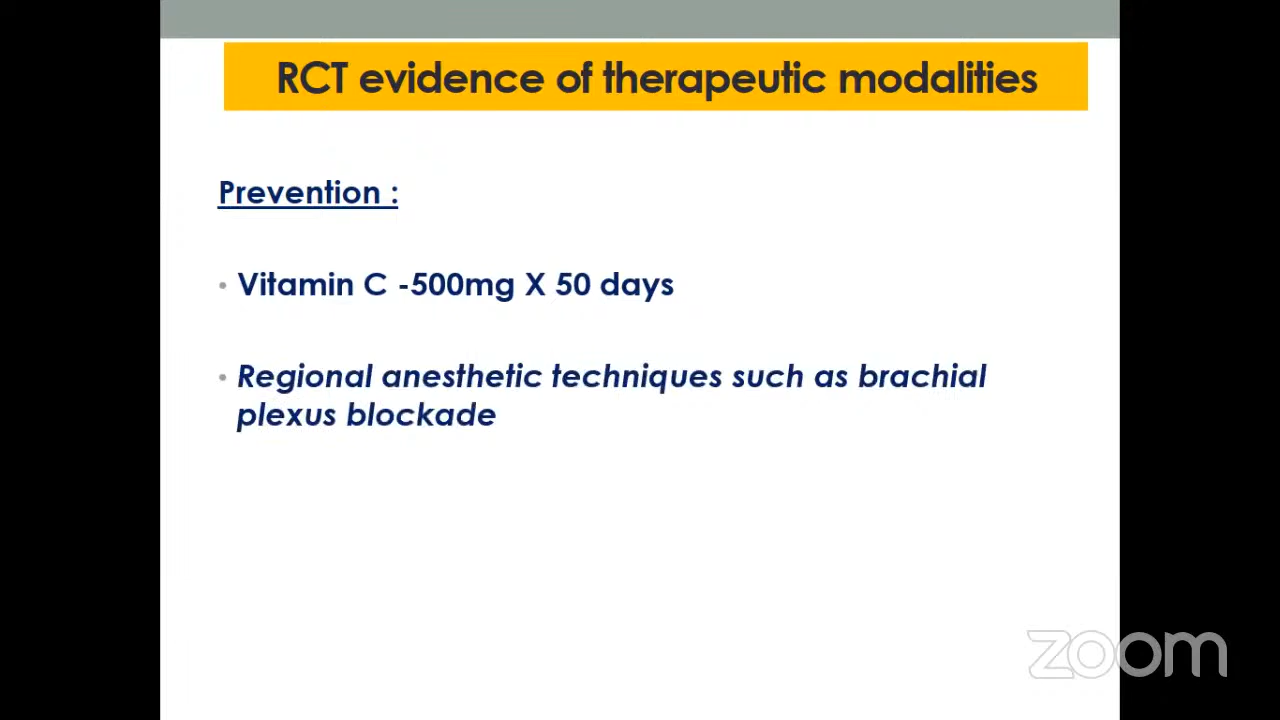 RCT evidence of therapeutic modalities
Prevention :
• Vitamin C -500mg X 50 days
• Regional anesthetic techniques such as brachial
plexus blockade
zoom